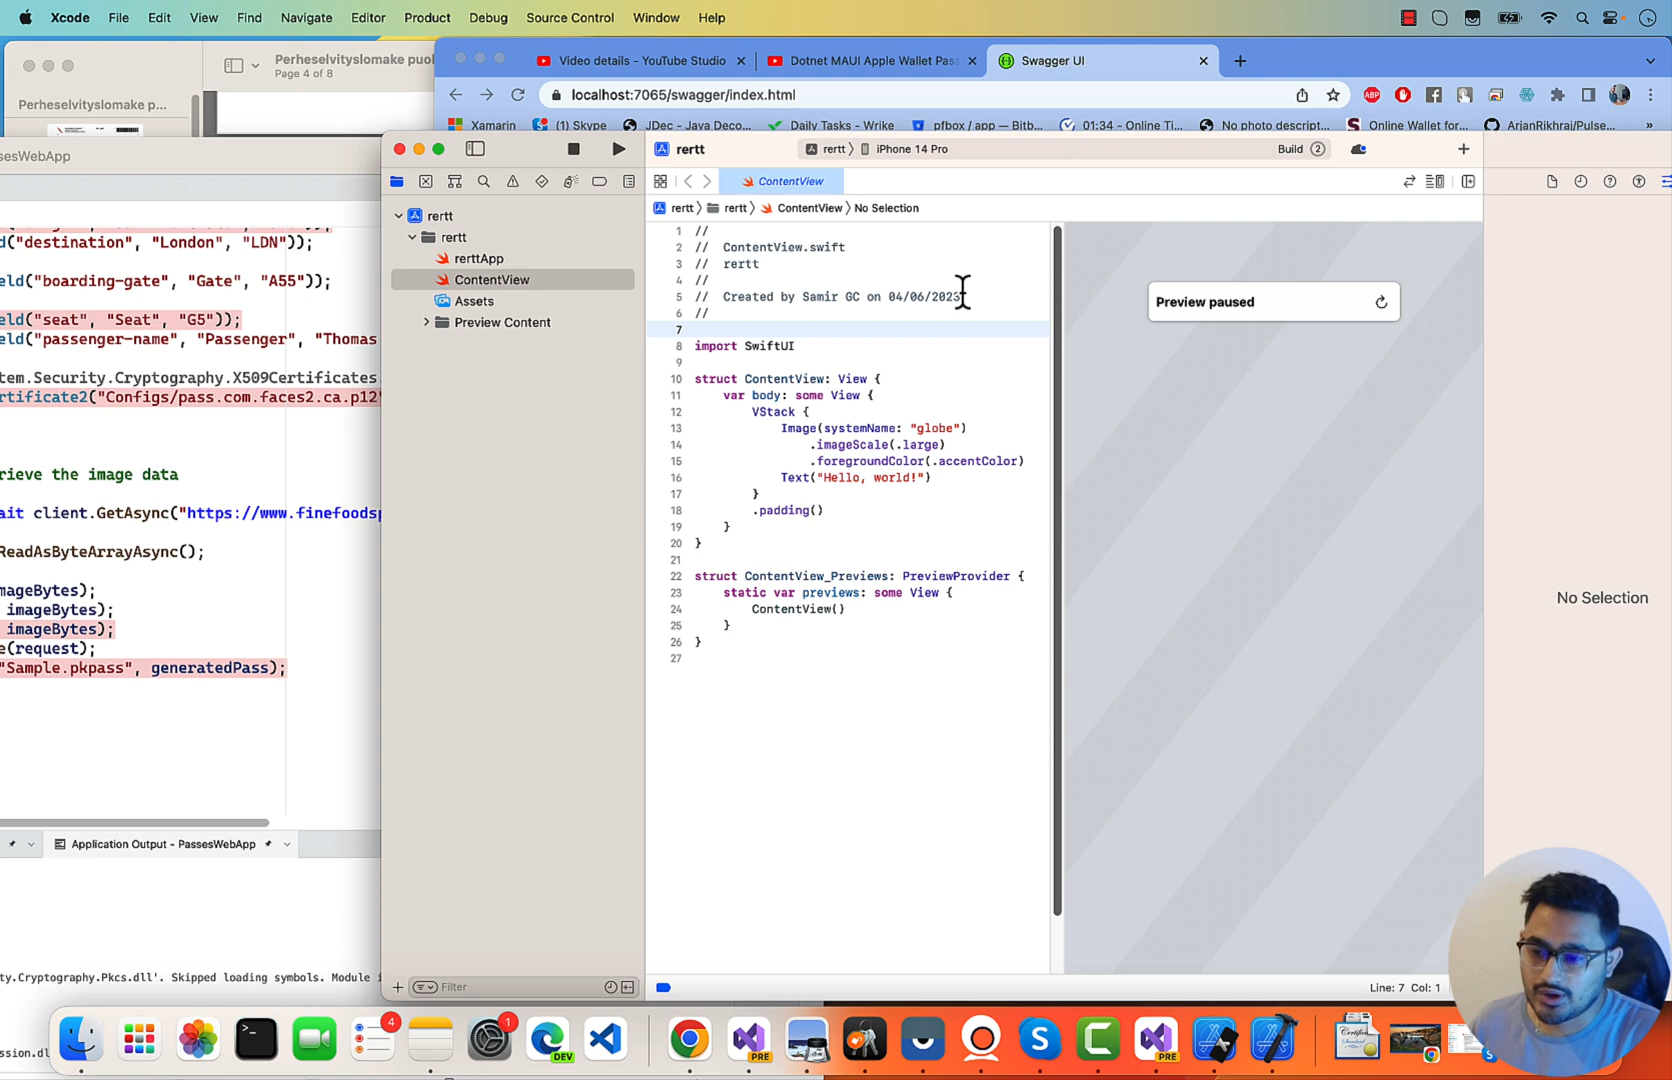 Xcode File Edit View Find Navigate Editor Product Debug Source Control Window Help
Perheselvityslomake puol
Page 4 of 8
Perheselvityslomake p...
Video details - YouTube Studio
Dotnet MAUI Apple Wallet Pas
Swagger UI
localhost:7065/swagger/index.html
ABP
Xamarin
(1) Skype
JDec - Java Deco...
Daily Tasks - Wrike
pfbox / app — Bitb...
01:34 - Online Ti...
No photo descript...
Online Wallet for...
ArjanRikhraj/Pulse...
»
sesWebApp
rertt
rertt 〉 iPhone 14 Pro
Build 2
ContentView
rertt 〉 rertt 〉 ContentView 〉 No Selection
rertt
rertt
rerttApp
ContentView
Assets
Preview Content
d("destination", "London", "LDN"));
eld("boarding-gate", "Gate", "A55"));
eld("seat", "Seat", "G5"));
eld("passenger-name", "Passenger", "Thomas
tem.Security.Cryptography.X509Certificates.
rtificate2("Configs/pass.com.faces2.ca.p12"
rieve the image data
ait client.GetAsync("https://www.finefoodsp
ReadAsByteArrayAsync();
mageBytes);
imageBytes);
imageBytes);
e(request);
"Sample.pkpass", generatedPass);
Application Output - PassesWebApp
ty.Cryptography.Pkcs.dll'. Skipped loading symbols. Module i
ssion.dl
1 //
2 // ContentView.swift
3 // rertt
4 //
5 // Created by Samir GC on 04/06/2023
6 //
7
8 import SwiftUI
9
10 struct ContentView: View {
11 var body: some View {
12 VStack {
13 Image(systemName: "globe")
14 .imageScale(.large)
15 .foregroundColor(.accentColor)
16 Text("Hello, world!")
17 }
18 .padding()
19 }
20 }
21
22 struct ContentView_Previews: PreviewProvider {
23 static var previews: some View {
24 ContentView()
25 }
26 }
27
Preview paused
No Selection
Filter
Line: 7 Col: 1
4
1
DEV
PRE
PRE